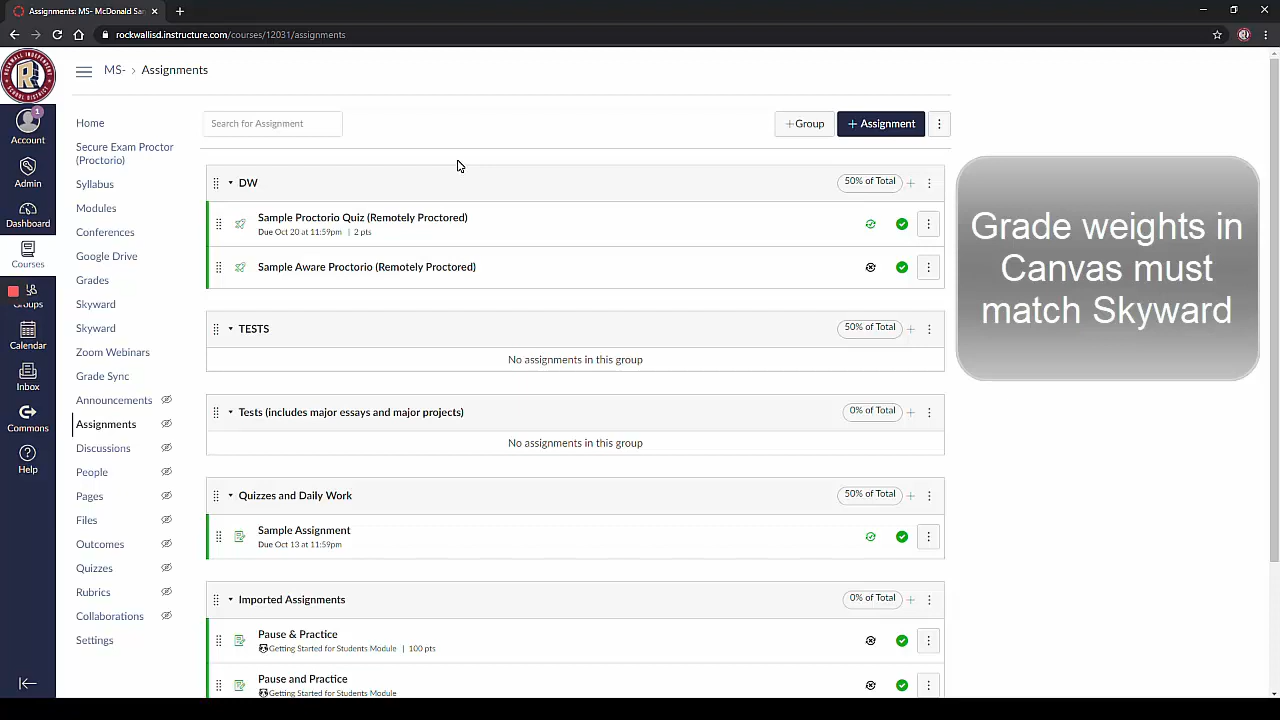 Assignments: MS- McDonald Sar
rockwallisd.instructure.com/courses/12031/assignments
ROCKWALL INDEPENDENT
SCHOOL DISTRICT
R
MS- > Assignments
1
Account
Admin
Dashboard
Courses
Groups
Calendar
Inbox
Commons
Help
Home
Secure Exam Proctor
(Proctorio)
Syllabus
Modules
Conferences
Google Drive
Grades
Skyward
Skyward
Zoom Webinars
Grade Sync
Announcements
Assignments
Discussions
People
Pages
Files
Outcomes
Quizzes
Rubrics
Collaborations
Settings
Search for Assignment
+Group
+ Assignment
DW
50% of Total
Sample Proctorio Quiz (Remotely Proctored)
Due Oct 20 at 11:59pm | 2 pts
Sample Aware Proctorio (Remotely Proctored)
TESTS
50% of Total
No assignments in this group
Tests (includes major essays and major projects)
0% of Total
No assignments in this group
Quizzes and Daily Work
50% of Total
Sample Assignment
Due Oct 13 at 11:59pm
Imported Assignments
0% of Total
Pause & Practice
Getting Started for Students Module | 100 pts
Pause and Practice
Getting Started for Students Module
Grade weights in
Canvas must
match Skyward